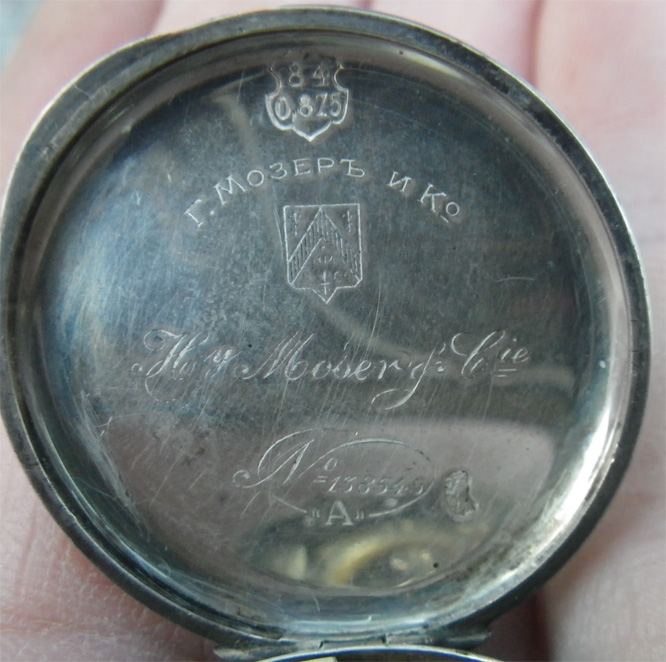 84
0,875
Г. МОЗЕРЪ И Ко
Hy Moser & Cie
No
"A"